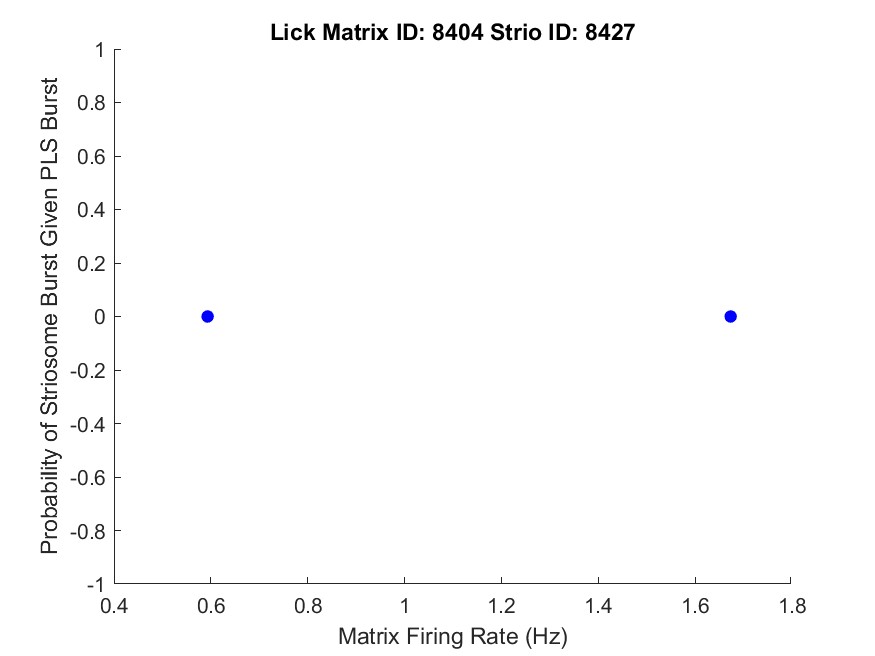 Lick Matrix ID: 8404 Strio ID: 8427
Probability of Striosome Burst Given PLS Burst
1
0.8
0.6
0.4
0.2
0
-0.2
-0.4
-0.6
-0.8
-1
0.4 0.6 0.8 1 1.2 1.4 1.6 1.8
Matrix Firing Rate (Hz)